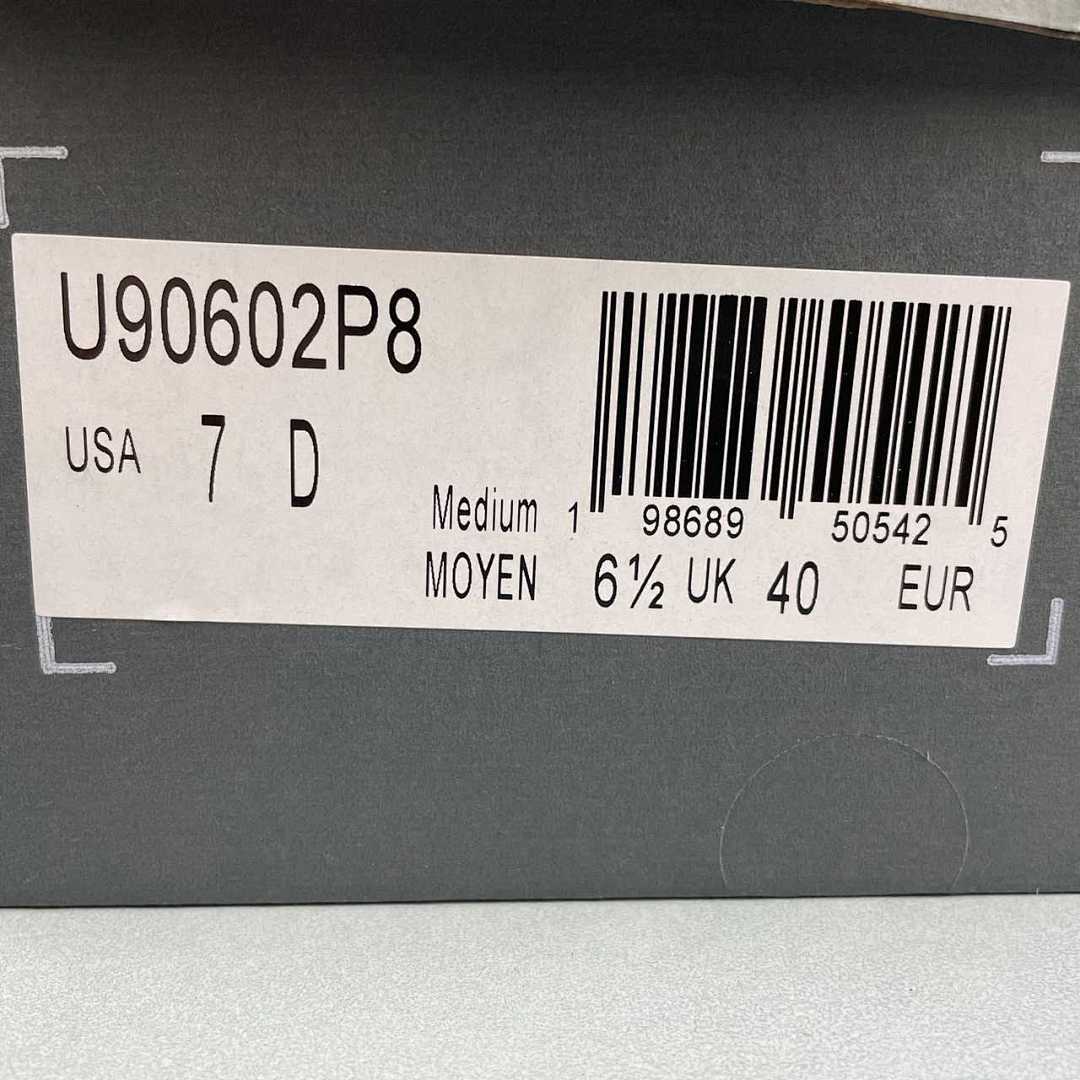 U90602P8
USA 7 D
Medium 1 98689 50542 5
MOYEN 6½ UK 40 EUR